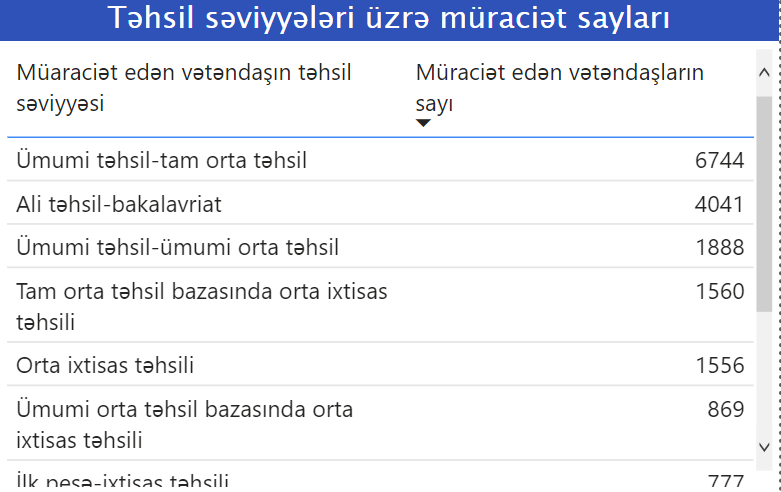 Təhsil səviyyələri üzrə müraciət sayları
Müaraciət edən vətəndaşın təhsil səviyyəsi
Müraciət edən vətəndaşların sayı
Ümumi təhsil-tam orta təhsil 6744
Ali təhsil-bakalavriat 4041
Ümumi təhsil-ümumi orta təhsil 1888
Tam orta təhsil bazasında orta ixtisas 1560
təhsili
Orta ixtisas təhsili 1556
Ümumi orta təhsil bazasında orta 869
ixtisas təhsili
İlk peşə-ixtisas təhsili 777